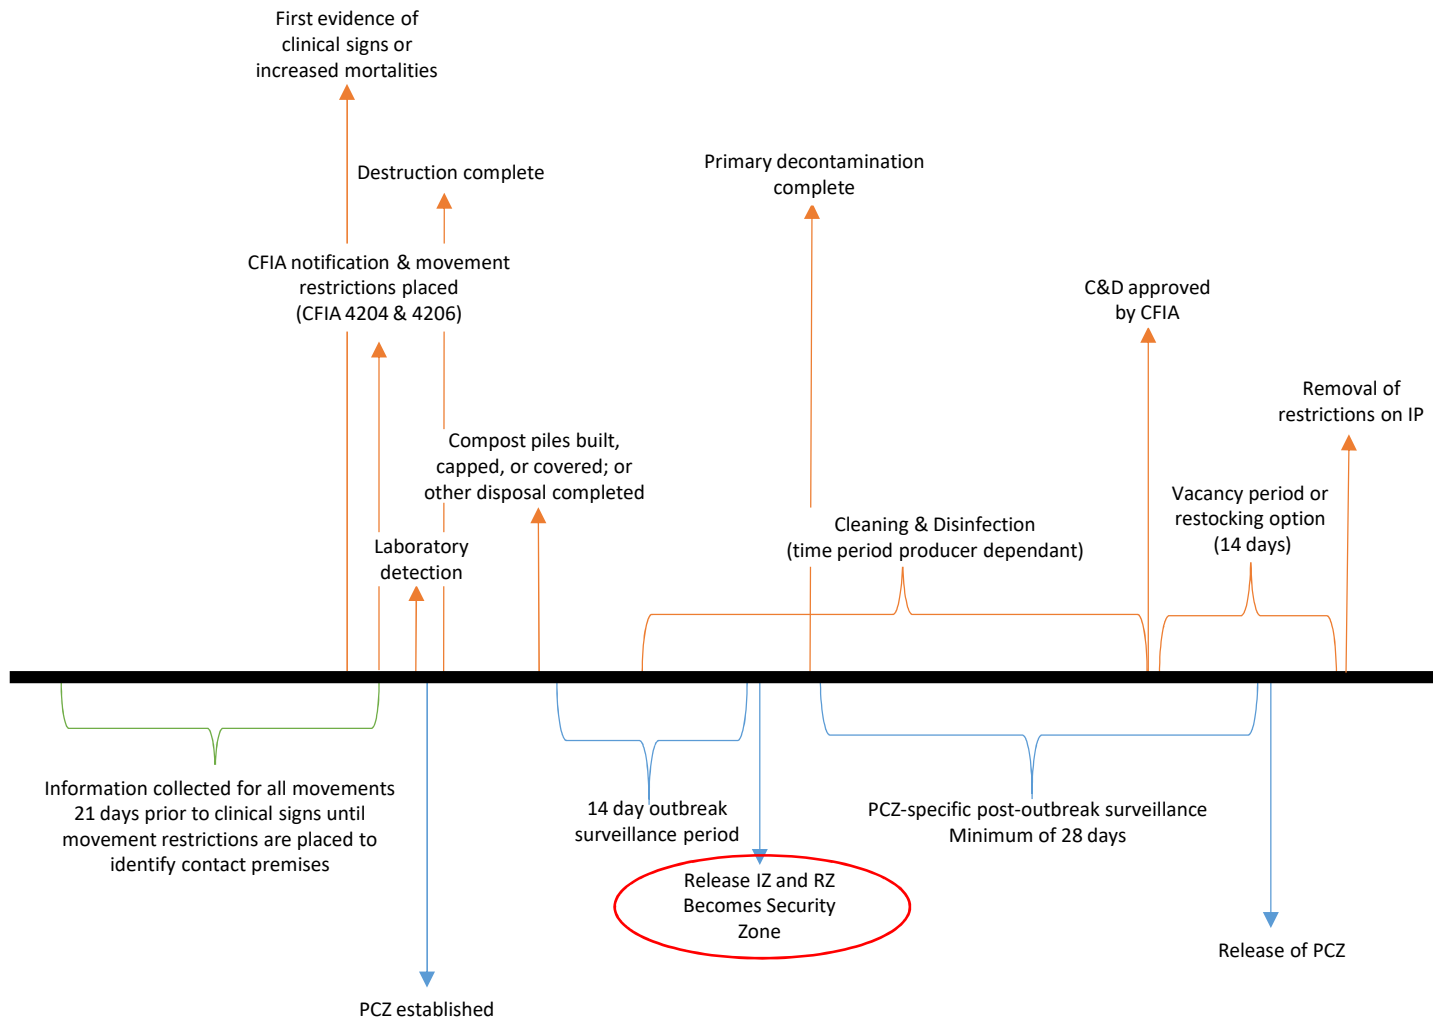 First evidence of
clinical signs or
increased mortalities
Destruction complete
Primary decontamination
complete
CFIA notification & movement
restrictions placed
(CFIA 4204 & 4206)
C&D approved
by CFIA
Removal of
restrictions on IP
Compost piles built,
capped, or covered; or
other disposal completed
Vacancy period or
restocking option
(14 days)
Cleaning & Disinfection
(time period producer dependant)
Laboratory
detection
Information collected for all movements
21 days prior to clinical signs until
movement restrictions are placed to
identify contact premises
14 day outbreak
surveillance period
PCZ-specific post-outbreak surveillance
Minimum of 28 days
Release IZ and RZ
Becomes Security
Zone
Release of PCZ
PCZ established